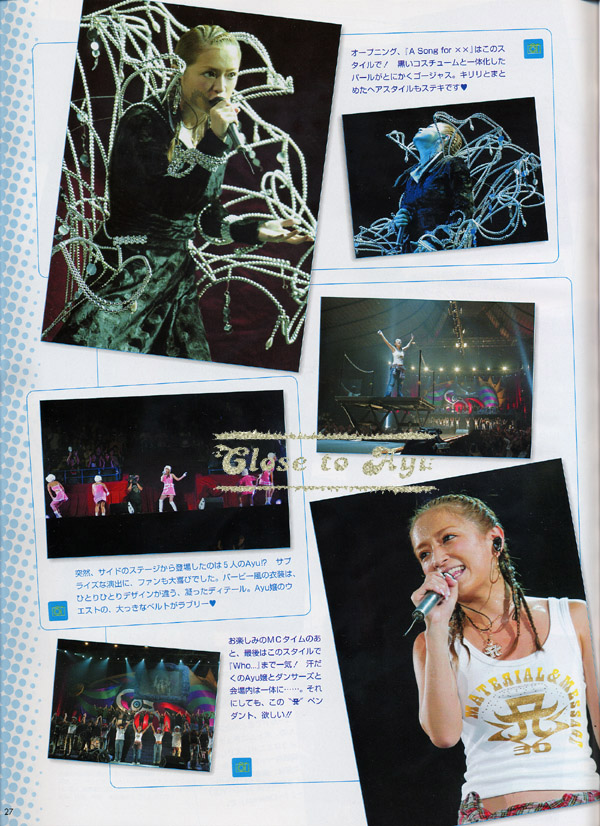 オープニング、『A Song for ××』はこのス
タイルで！　黒いコスチュームと一体化した
パールがとにかくゴージャス。キリリとまと
めたヘアスタイルもステキです♥
Close to Ayu
突然、サイドのステージから登場したのは5人のAyu!?　サプ
ライズな演出に、ファンも大喜びでした。バービー風の衣装は、
ひとりひとりデザインが違う、凝ったディテール。Ayu嬢のウ
エストの、大っきなベルトがラブリー♥
お楽しみのMCタイムのあ
と、最後はこのスタイルで
『Who...』まで一気！　汗だ
くのAyu嬢とダンサーズと
会場内は一体に……。それ
にしても、この〝　〟ペン
ダント、欲しい!!
MATERIAL&MESSAGE
27